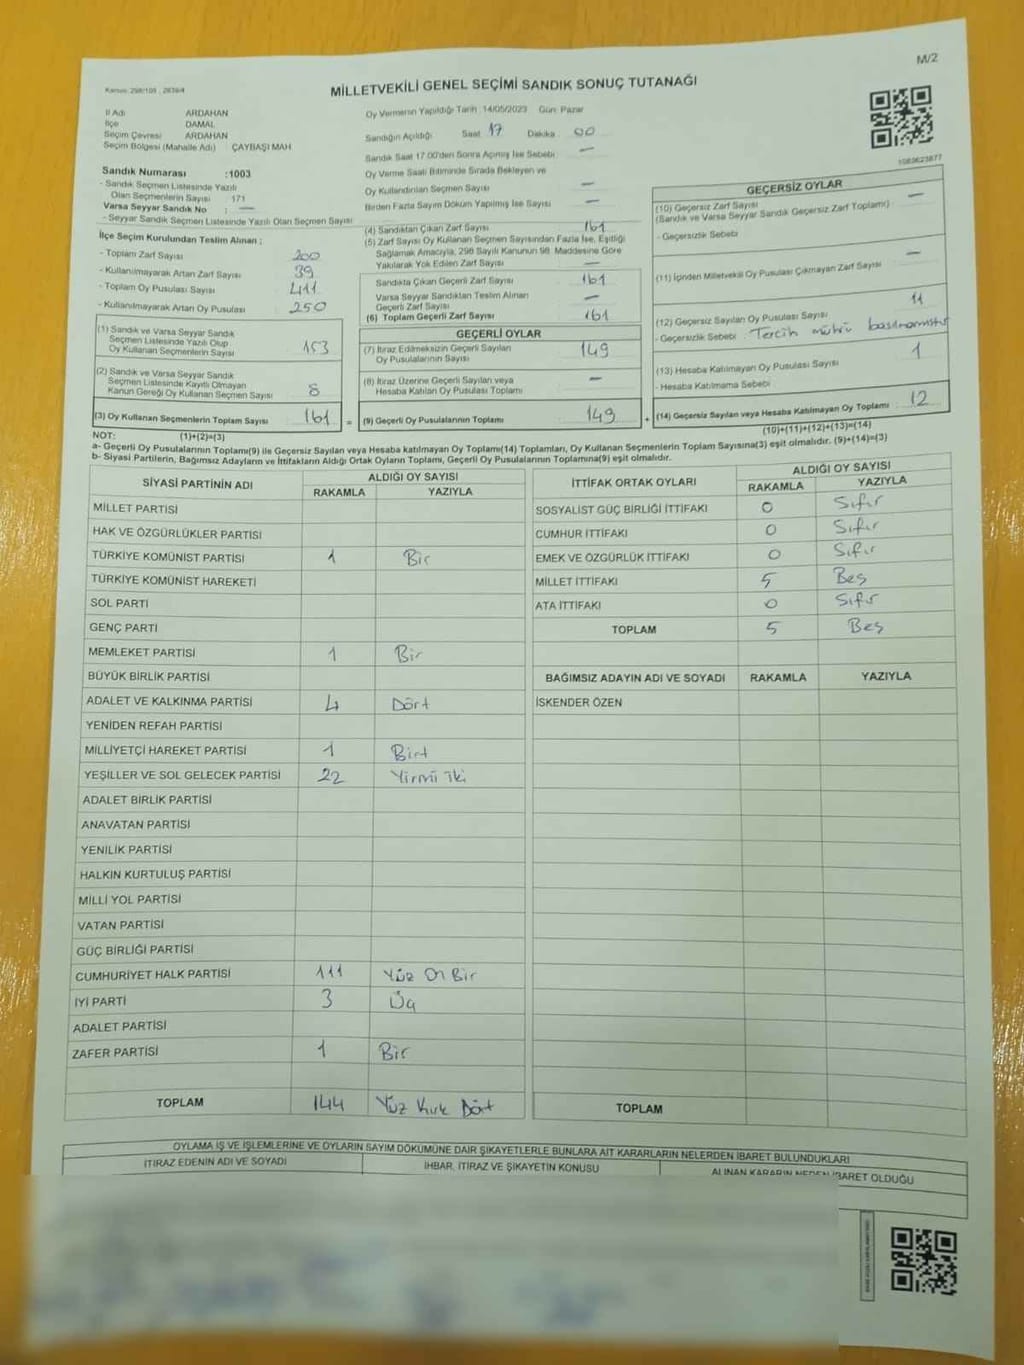 M/2
Kanun: 298/105 , 2839/4
MİLLETVEKİLİ GENEL SEÇİMİ SANDIK SONUÇ TUTANAĞI
İl Adı ARDAHAN
İlçe DAMAL
Seçim Çevresi ARDAHAN
Seçim Bölgesi (Mahalle Adı) ÇAYBAŞI MAH
Sandık Numarası :1003
- Sandık Seçmen Listesinde Yazılı
Olan Seçmenlerin Sayısı : 171
Varsa Seyyar Sandık No : —
- Seyyar Sandık Seçmen Listesinde Yazılı Olan Seçmen Sayısı
İlçe Seçim Kurulundan Teslim Alınan ;
- Toplam Zarf Sayısı 200
- Kullanılmayarak Artan Zarf Sayısı 39
- Toplam Oy Pusulası Sayısı 411
- Kullanılmayarak Artan Oy Pusulası 250
Oy Vermenin Yapıldığı Tarih :14/05/2023 Gün: Pazar
Sandığın Açıldığı Saat 17 Dakika 00
Sandık Saat 17.00'den Sonra Açılmış İse Sebebi —
Oy Verme Saati Bitiminde Sırada Bekleyen ve
Oy Kullandırılan Seçmen Sayısı —
Birden Fazla Sayım Döküm Yapılmış İse Sayısı —
(4) Sandıktan Çıkan Zarf Sayısı 161
(5) Zarf Sayısı Oy Kullanan Seçmen Sayısından Fazla İse, Eşitliği
Sağlamak Amacıyla, 298 Sayılı Kanunun 98. Maddesine Göre
Yakılarak Yok Edilen Zarf Sayısı —
Sandıkta Çıkan Geçerli Zarf Sayısı 161
Varsa Seyyar Sandıktan Teslim Alınan
Geçerli Zarf Sayısı —
(6) Toplam Geçerli Zarf Sayısı 161
(1) Sandık ve Varsa Seyyar Sandık
Seçmen Listesinde Yazılı Olup
Oy Kullanan Seçmenlerin Sayısı 153
(2) Sandık ve Varsa Seyyar Sandık
Seçmen Listesinde Kayıtlı Olmayan
Kanun Gereği Oy Kullanan Seçmen Sayısı 8
(3) Oy Kullanan Seçmenlerin Toplam Sayısı 161
GEÇERLİ OYLAR
(7) İtiraz Edilmeksizin Geçerli Sayılan
Oy Pusulalarının Sayısı 149
(8) İtiraz Üzerine Geçerli Sayılan veya
Hesaba Katılan Oy Pusulası Toplamı —
= (9) Geçerli Oy Pusulalarının Toplamı 149
1083623877
GEÇERSİZ OYLAR
(10) Geçersiz Zarf Sayısı —
(Sandık ve Varsa Seyyar Sandık Geçersiz Zarf Toplamı)
- Geçersizlik Sebebi
(11) İçinden Milletvekili Oy Pusulası Çıkmayan Zarf Sayısı —
(12) Geçersiz Sayılan Oy Pusulası Sayısı 11
- Geçersizlik Sebebi : Tercih mührü basılmamıştır
(13) Hesaba Katılmayan Oy Pusulası Sayısı 1
- Hesaba Katılmama Sebebi
+ (14) Geçersiz Sayılan veya Hesaba Katılmayan Oy Toplamı 12
NOT: (1)+(2)=(3)
(10)+(11)+(12)+(13)=(14)
a- Geçerli Oy Pusulalarının Toplamı(9) ile Geçersiz Sayılan veya Hesaba katılmayan Oy Toplamı(14) Toplamları, Oy Kullanan Seçmenlerin Toplam Sayısına(3) eşit olmalıdır. (9)+(14)=(3)
b- Siyasi Partilerin, Bağımsız Adayların ve İttifakların Aldığı Ortak Oyların Toplamı, Geçerli Oy Pusulalarının Toplamına(9) eşit olmalıdır.
SİYASİ PARTİNİN ADI ALDIĞI OY SAYISI
RAKAMLA YAZIYLA
MİLLET PARTİSİ
HAK VE ÖZGÜRLÜKLER PARTİSİ
TÜRKİYE KOMÜNİST PARTİSİ 1 Bir
TÜRKİYE KOMÜNİST HAREKETİ
SOL PARTİ
GENÇ PARTİ
MEMLEKET PARTİSİ 1 Bir
BÜYÜK BİRLİK PARTİSİ
ADALET VE KALKINMA PARTİSİ 4 Dört
YENİDEN REFAH PARTİSİ
MİLLİYETÇİ HAREKET PARTİSİ 1 Birt
YEŞİLLER VE SOL GELECEK PARTİSİ 22 Yirmi iki
ADALET BİRLİK PARTİSİ
ANAVATAN PARTİSİ
YENİLİK PARTİSİ
HALKIN KURTULUŞ PARTİSİ
MİLLİ YOL PARTİSİ
VATAN PARTİSİ
GÜÇ BİRLİĞİ PARTİSİ
CUMHURİYET HALK PARTİSİ 111 Yüz On Bir
İYİ PARTİ 3 Üç
ADALET PARTİSİ
ZAFER PARTİSİ 1 Bir
TOPLAM 144 Yüz Kırk Dört
İTTİFAK ORTAK OYLARI ALDIĞI OY SAYISI
RAKAMLA YAZIYLA
SOSYALİST GÜÇ BİRLİĞİ İTTİFAKI 0 Sıfır
CUMHUR İTTİFAKI 0 Sıfır
EMEK VE ÖZGÜRLÜK İTTİFAKI 0 Sıfır
MİLLET İTTİFAKI 5 Beş
ATA İTTİFAKI 0 Sıfır
TOPLAM 5 Beş
BAĞIMSIZ ADAYIN ADI VE SOYADI RAKAMLA YAZIYLA
İSKENDER ÖZEN
TOPLAM
OYLAMA İŞ VE İŞLEMLERİNE VE OYLARIN SAYIM DÖKÜMÜNE DAİR ŞİKAYETLERLE BUNLARA AİT KARARLARIN NELERDEN İBARET BULUNDUKLARI
İTİRAZ EDENİN ADI VE SOYADI İHBAR, İTİRAZ VE ŞİKAYETİN KONUSU ALINAN KARARIN NEDEN İBARET OLDUĞU